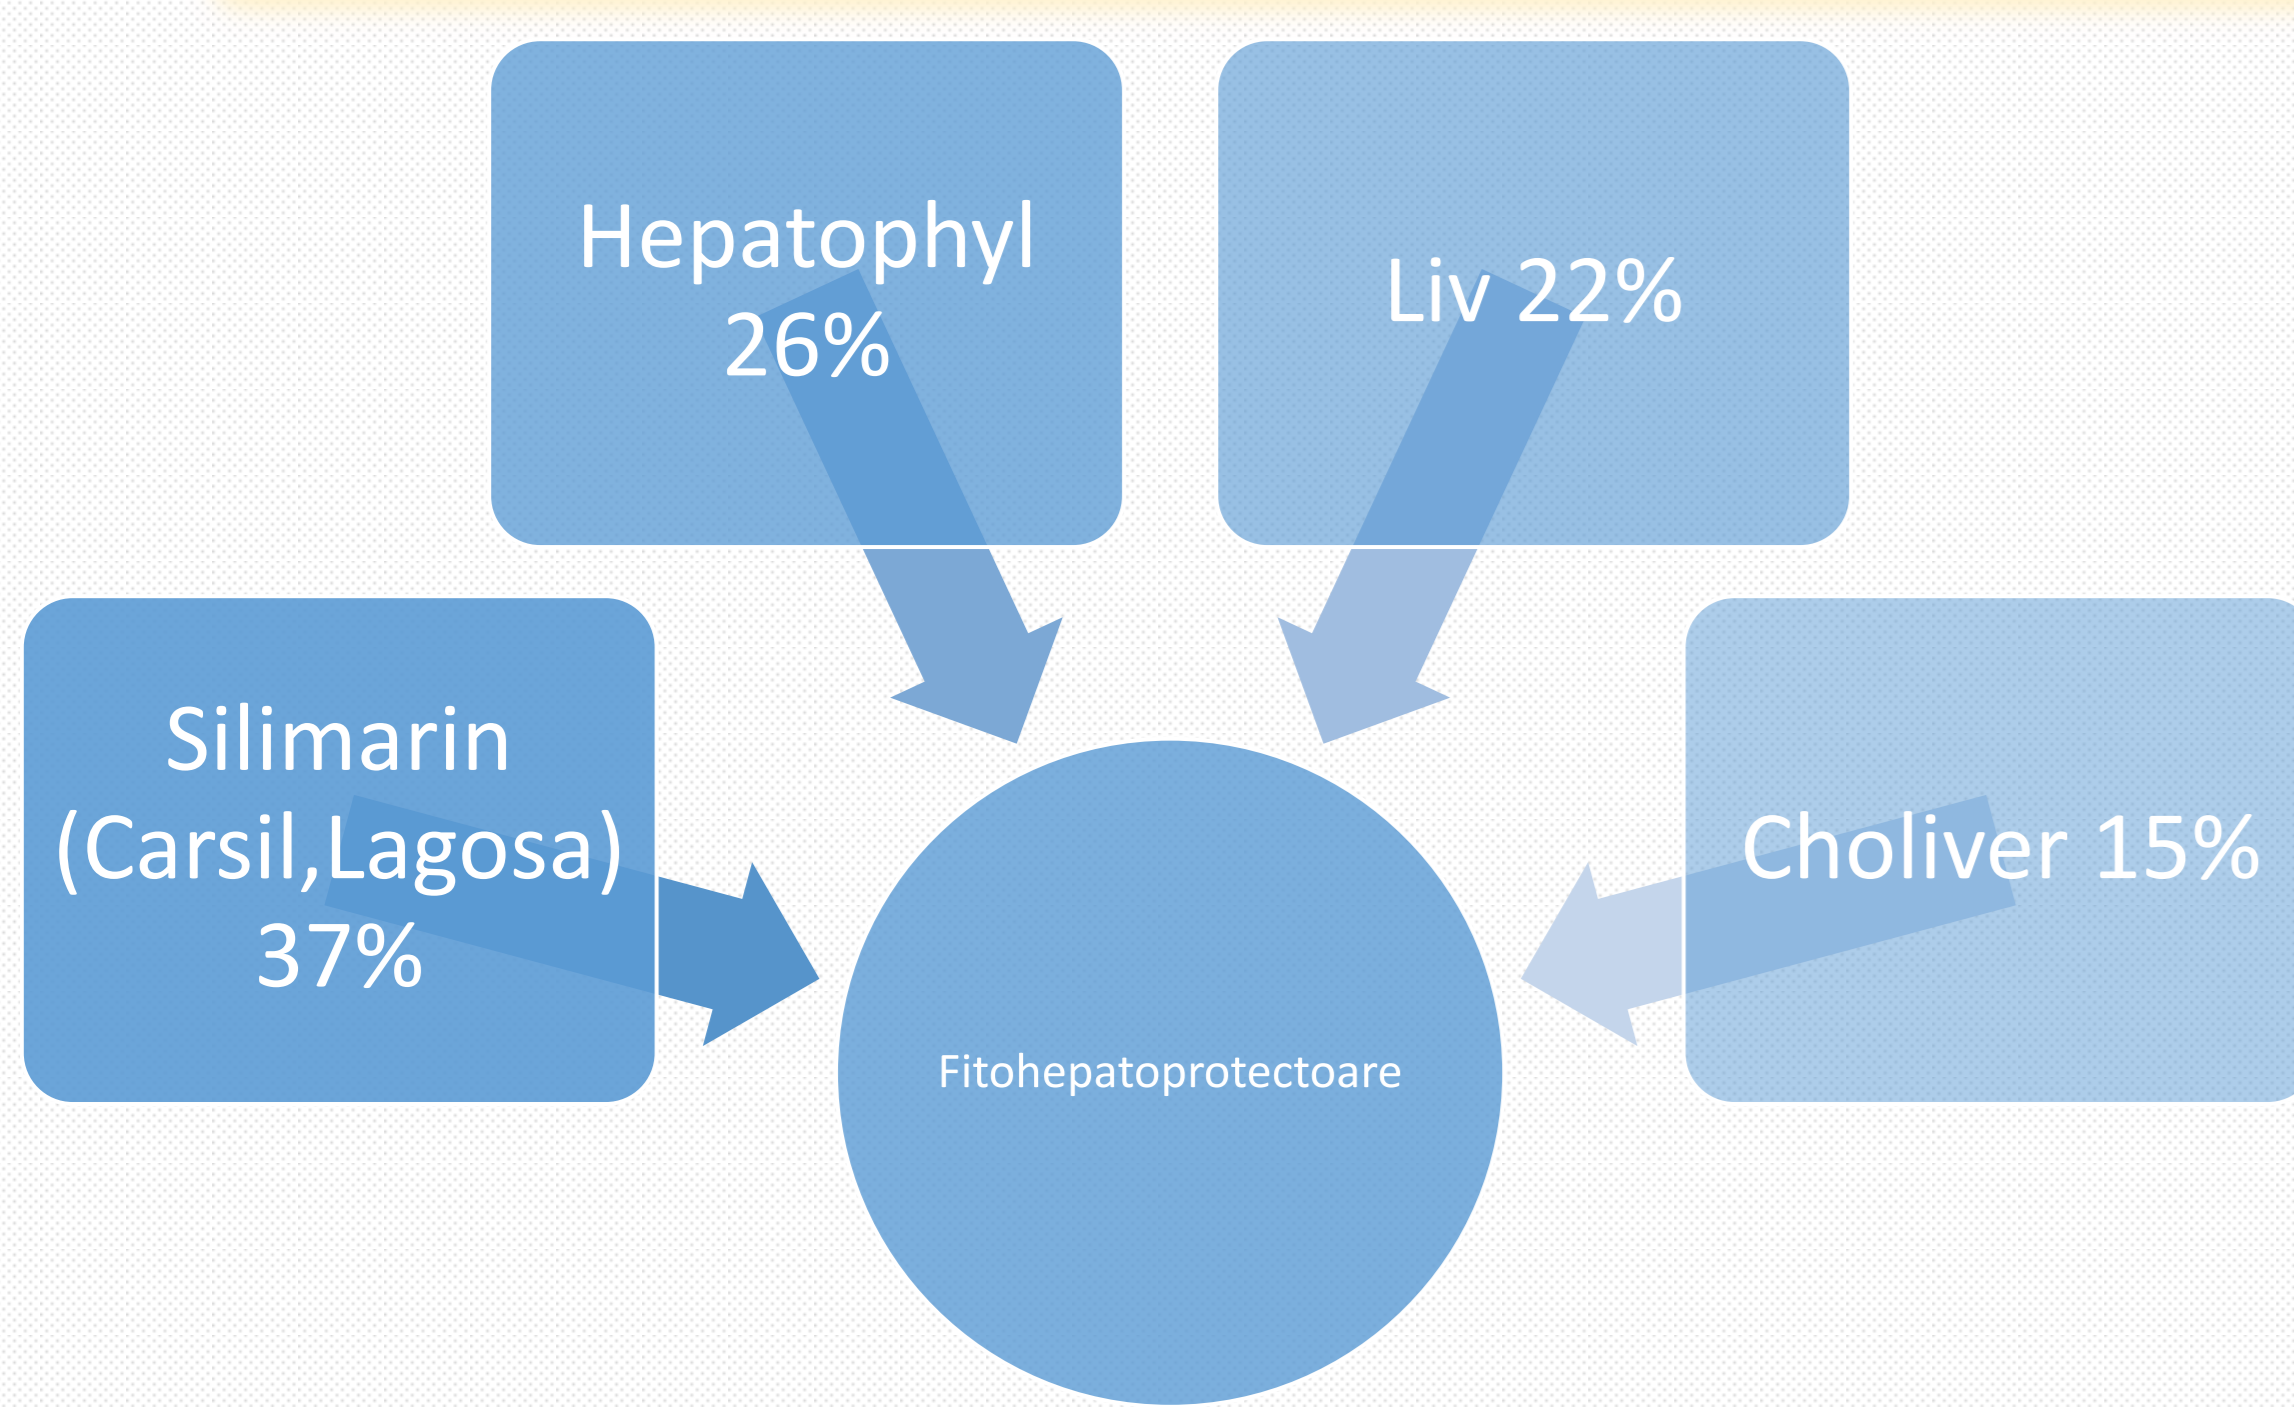 Hepatophyl
26%
Liv 22%
Silimarin
(Carsil,Lagosa)
37%
Choliver 15%
Fitohepatoprotectoare